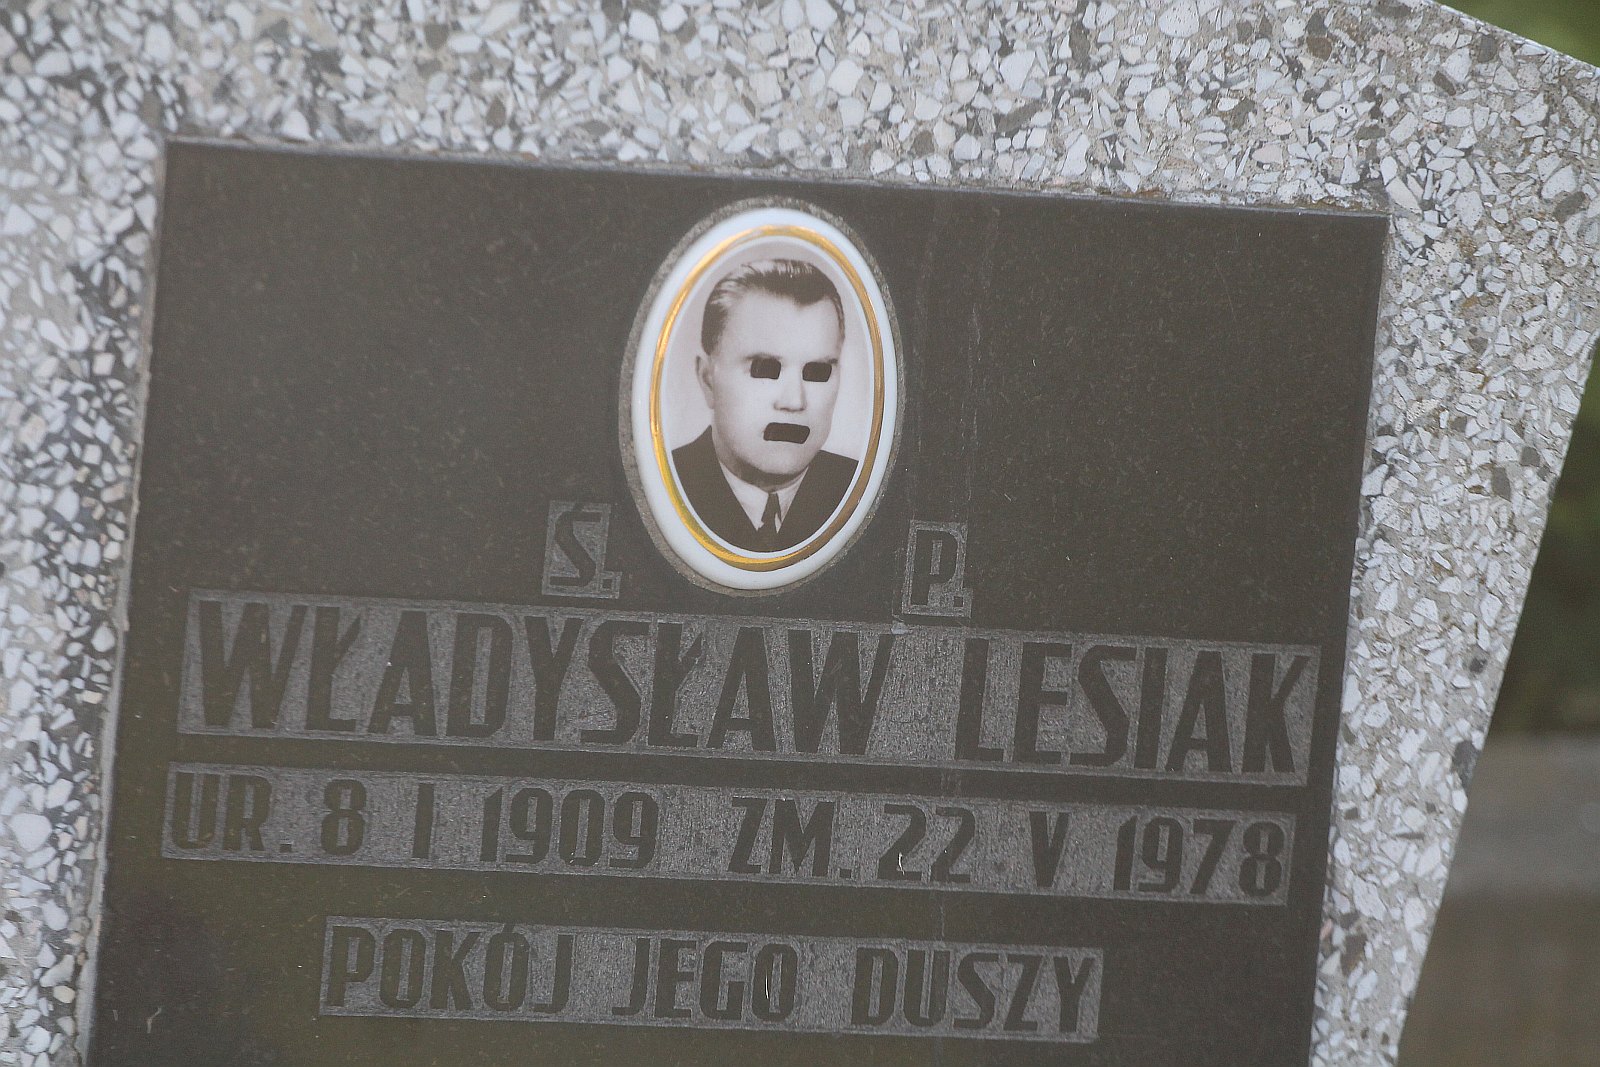 Ś. P.
WŁADYSŁAW LESIAK
UR. 8 I 1909 ZM. 22 V 1978
POKÓJ JEGO DUSZY